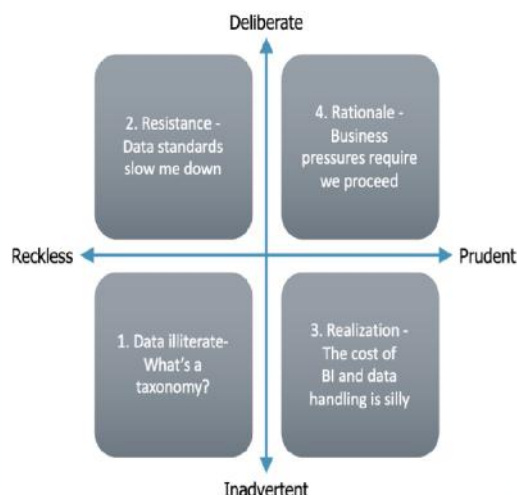 Deliberate
2. Resistance -
Data standards
slow me down
4. Rationale -
Business
pressures require
we proceed
Reckless
Prudent
1. Data illiterate-
What's a
taxonomy?
3. Realization -
The cost of
BI and data
handling is silly
Inadvertent